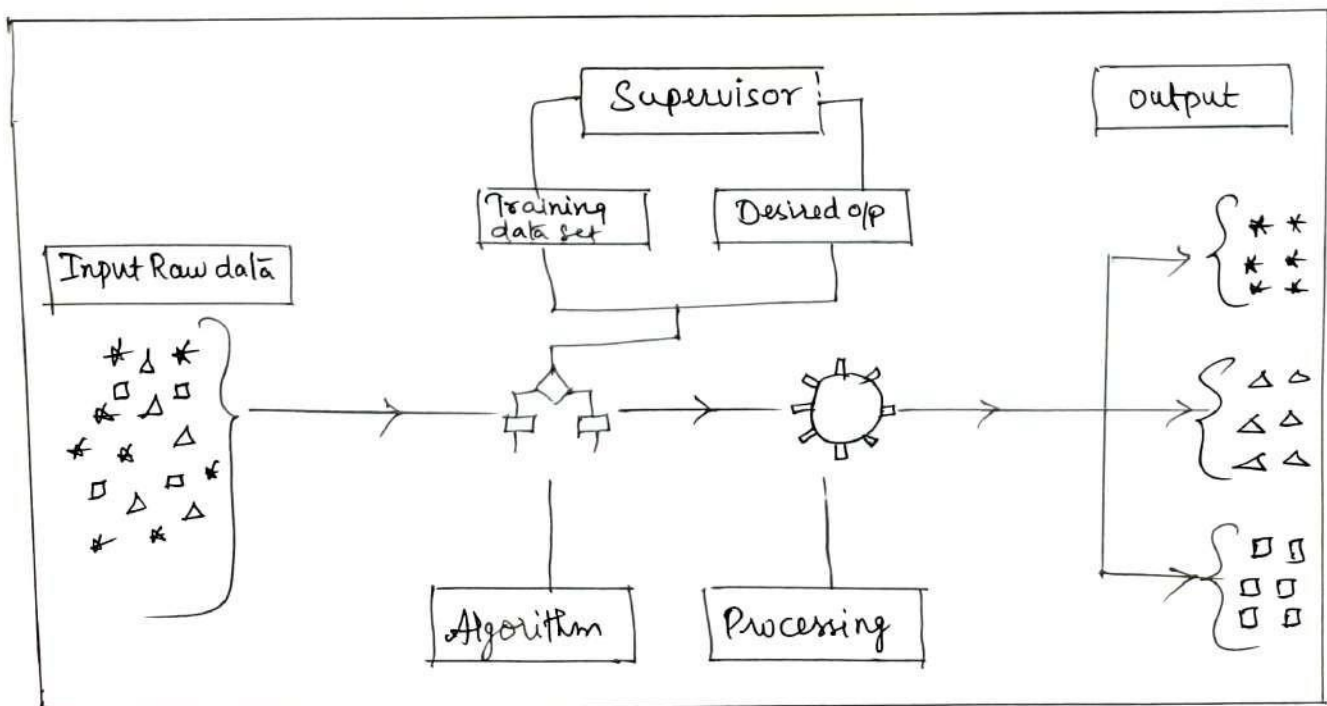 Supervisor
output
Training
data set
Desired o/p
Input Raw data
Algorithm
Processing